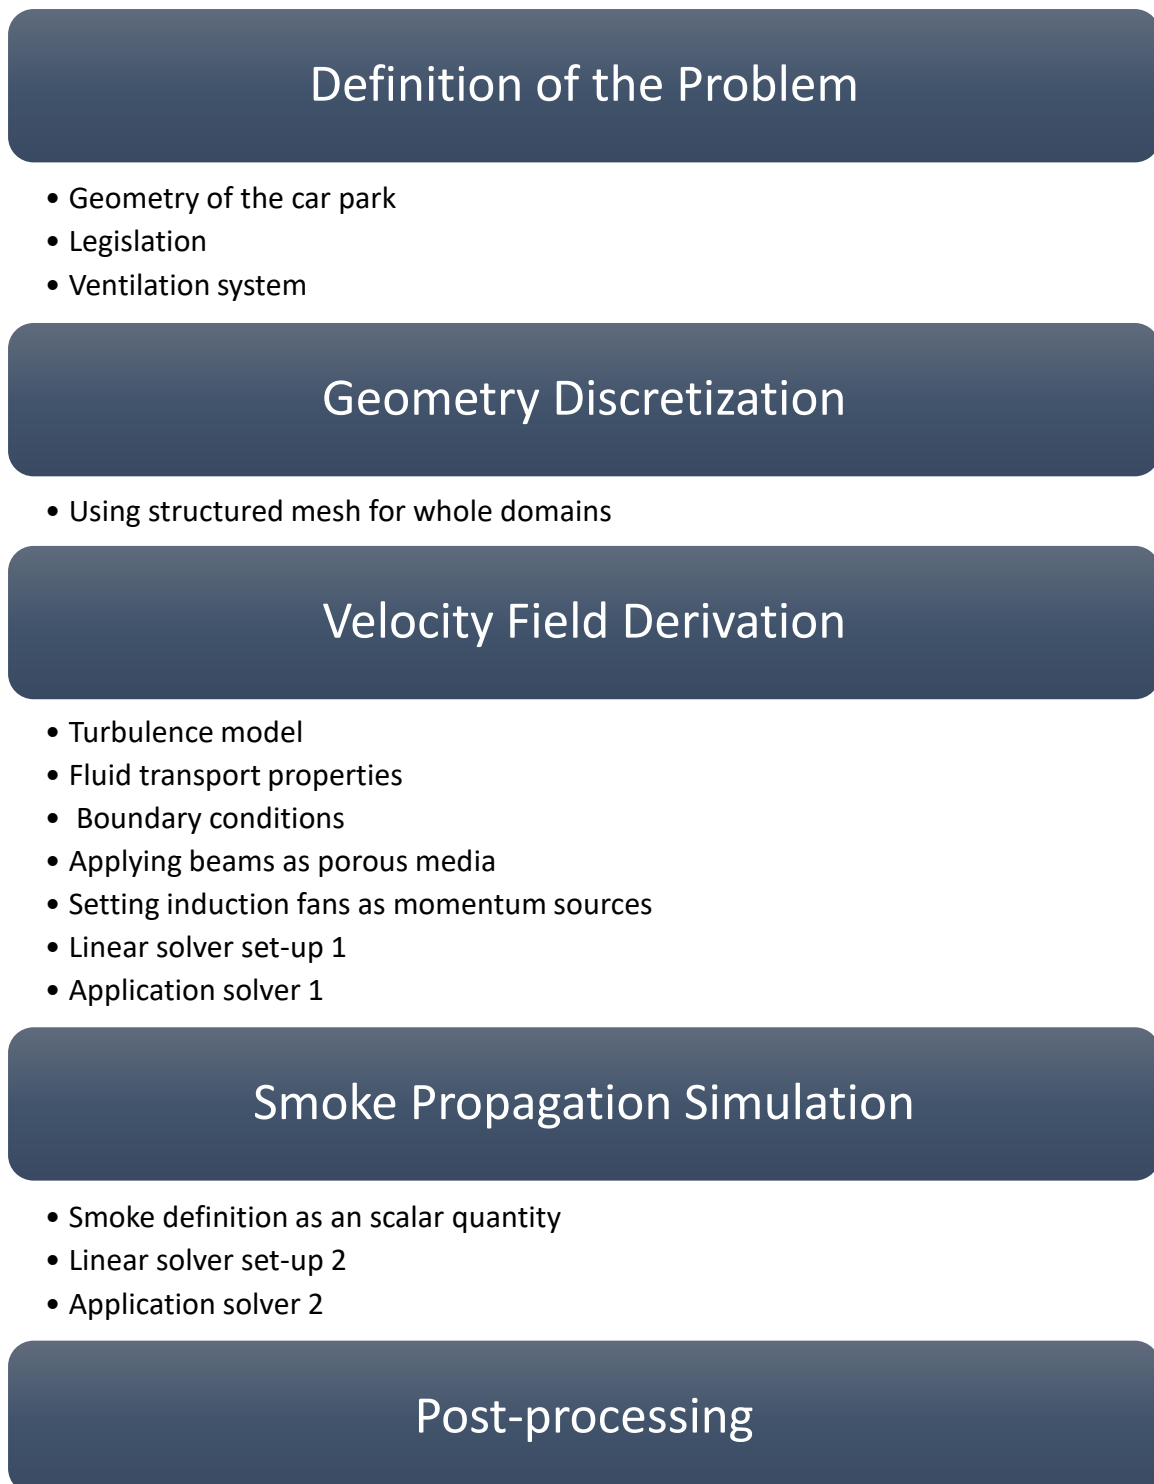 Definition of the Problem
• Geometry of the car park
• Legislation
• Ventilation system
Geometry Discretization
• Using structured mesh for whole domains
Velocity Field Derivation
• Turbulence model
• Fluid transport properties
• Boundary conditions
• Applying beams as porous media
• Setting induction fans as momentum sources
• Linear solver set-up 1
• Application solver 1
Smoke Propagation Simulation
• Smoke definition as an scalar quantity
• Linear solver set-up 2
• Application solver 2
Post-processing